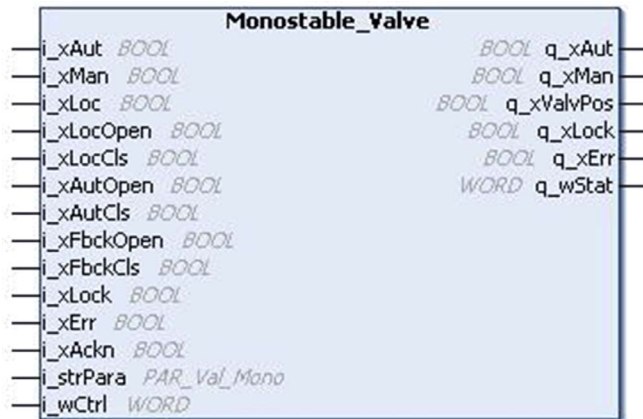 Monostable_Valve
i_xAut BOOL BOOL q_xAut
i_xMan BOOL BOOL q_xMan
i_xLoc BOOL BOOL q_xValvPos
i_xLocOpen BOOL BOOL q_xLock
i_xLocCls BOOL BOOL q_xErr
i_xAutOpen BOOL WORD q_wStat
i_xAutCls BOOL
i_xFbckOpen BOOL
i_xFbckCls BOOL
i_xLock BOOL
i_xErr BOOL
i_xAckn BOOL
i_strPara PAR_Val_Mono
i_wCtrl WORD